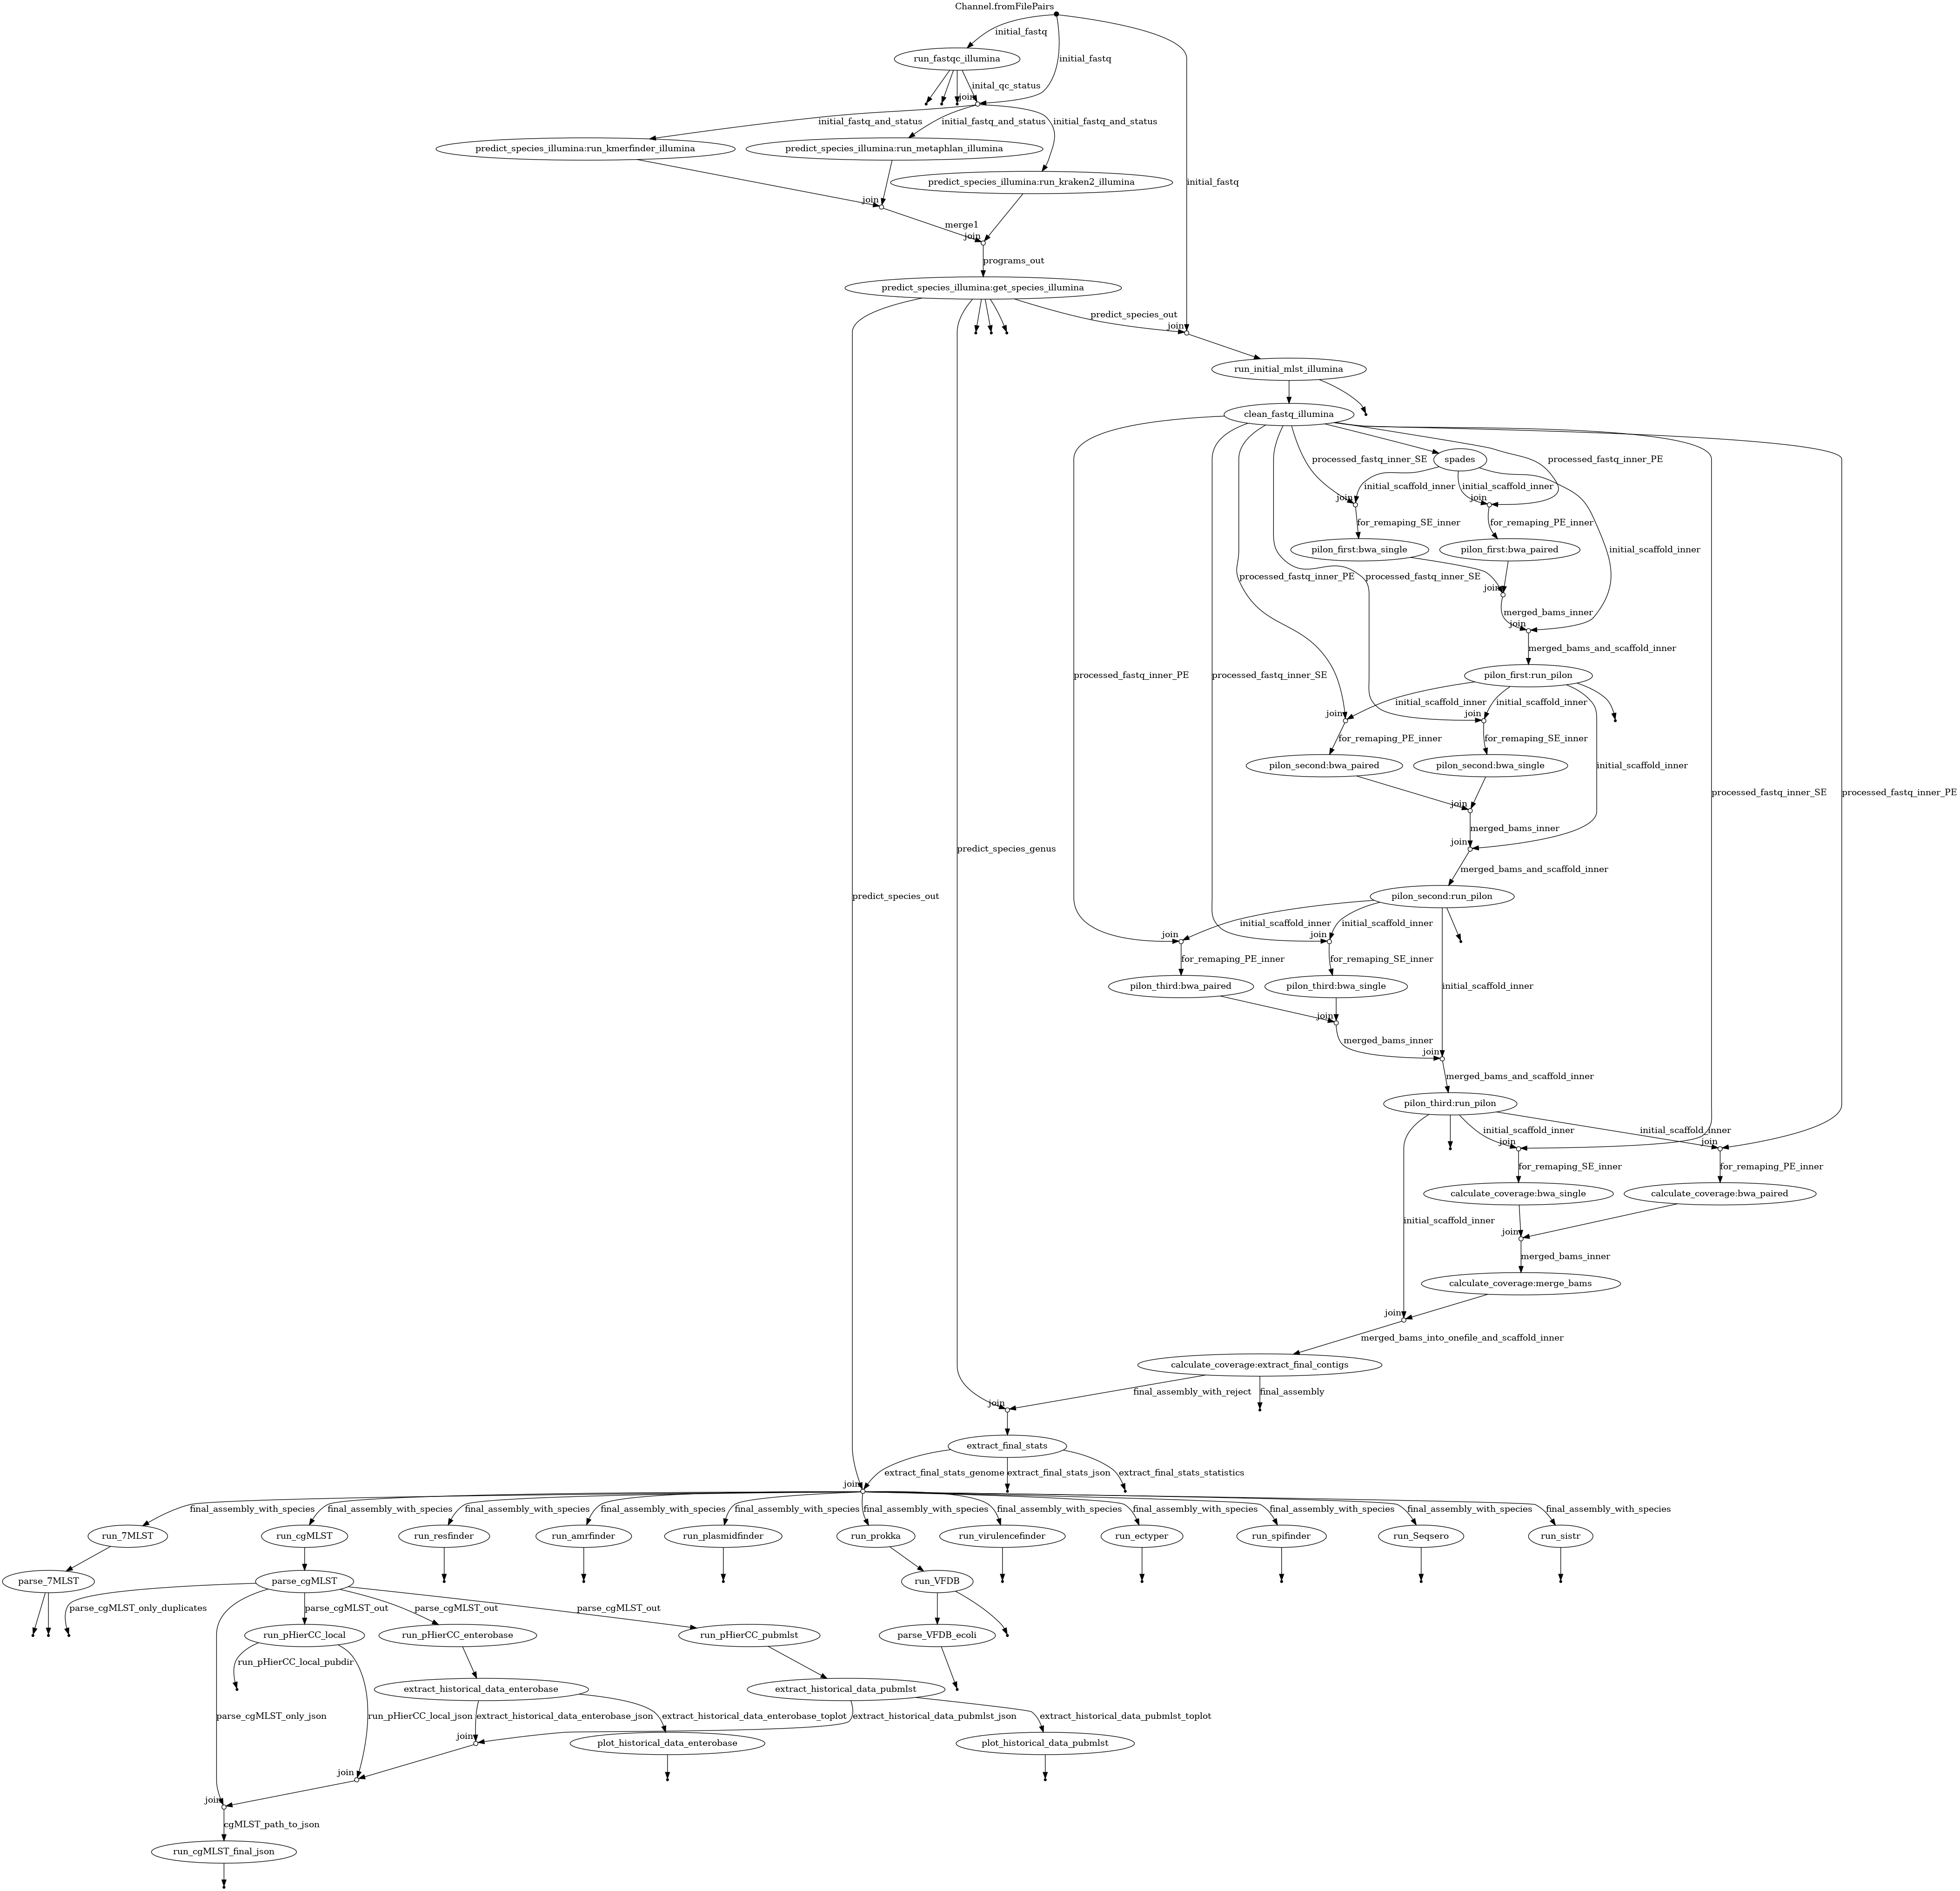 Channel.fromFilePairs
initial_fastq
run_fastqc_illumina
initial_fastq
inital_qc_status
join
initial_fastq_and_status
initial_fastq_and_status
initial_fastq_and_status
predict_species_illumina:run_kmerfinder_illumina
predict_species_illumina:run_metaphlan_illumina
predict_species_illumina:run_kraken2_illumina
initial_fastq
join
merge1
join
programs_out
predict_species_illumina:get_species_illumina
predict_species_out
join
run_initial_mlst_illumina
clean_fastq_illumina
processed_fastq_inner_SE
spades
processed_fastq_inner_PE
initial_scaffold_inner
initial_scaffold_inner
join
join
for_remaping_SE_inner
for_remaping_PE_inner
pilon_first:bwa_single
pilon_first:bwa_paired
initial_scaffold_inner
processed_fastq_inner_PE
processed_fastq_inner_SE
join
merged_bams_inner
join
merged_bams_and_scaffold_inner
processed_fastq_inner_PE
processed_fastq_inner_SE
pilon_first:run_pilon
initial_scaffold_inner
initial_scaffold_inner
join
join
for_remaping_PE_inner
for_remaping_SE_inner
pilon_second:bwa_paired
pilon_second:bwa_single
initial_scaffold_inner
processed_fastq_inner_SE
processed_fastq_inner_PE
join
merged_bams_inner
join
predict_species_genus
merged_bams_and_scaffold_inner
predict_species_out
pilon_second:run_pilon
initial_scaffold_inner
initial_scaffold_inner
join
join
for_remaping_PE_inner
for_remaping_SE_inner
pilon_third:bwa_paired
pilon_third:bwa_single
initial_scaffold_inner
join
merged_bams_inner
join
merged_bams_and_scaffold_inner
pilon_third:run_pilon
initial_scaffold_inner
initial_scaffold_inner
join
join
for_remaping_SE_inner
for_remaping_PE_inner
calculate_coverage:bwa_single
calculate_coverage:bwa_paired
initial_scaffold_inner
join
merged_bams_inner
calculate_coverage:merge_bams
join
merged_bams_into_onefile_and_scaffold_inner
calculate_coverage:extract_final_contigs
final_assembly_with_reject
final_assembly
join
extract_final_stats
extract_final_stats_genome
extract_final_stats_json
extract_final_stats_statistics
join
final_assembly_with_species
final_assembly_with_species
final_assembly_with_species
final_assembly_with_species
final_assembly_with_species
final_assembly_with_species
final_assembly_with_species
final_assembly_with_species
final_assembly_with_species
final_assembly_with_species
final_assembly_with_species
run_7MLST
run_cgMLST
run_resfinder
run_amrfinder
run_plasmidfinder
run_prokka
run_virulencefinder
run_ectyper
run_spifinder
run_Seqsero
run_sistr
parse_7MLST
parse_cgMLST
run_VFDB
parse_cgMLST_only_duplicates
parse_cgMLST_out
parse_cgMLST_out
parse_cgMLST_out
run_pHierCC_local
run_pHierCC_enterobase
run_pHierCC_pubmlst
parse_VFDB_ecoli
run_pHierCC_local_pubdir
extract_historical_data_enterobase
extract_historical_data_pubmlst
parse_cgMLST_only_json
run_pHierCC_local_json
extract_historical_data_enterobase_json
extract_historical_data_enterobase_toplot
extract_historical_data_pubmlst_json
extract_historical_data_pubmlst_toplot
join
plot_historical_data_enterobase
plot_historical_data_pubmlst
join
join
cgMLST_path_to_json
run_cgMLST_final_json